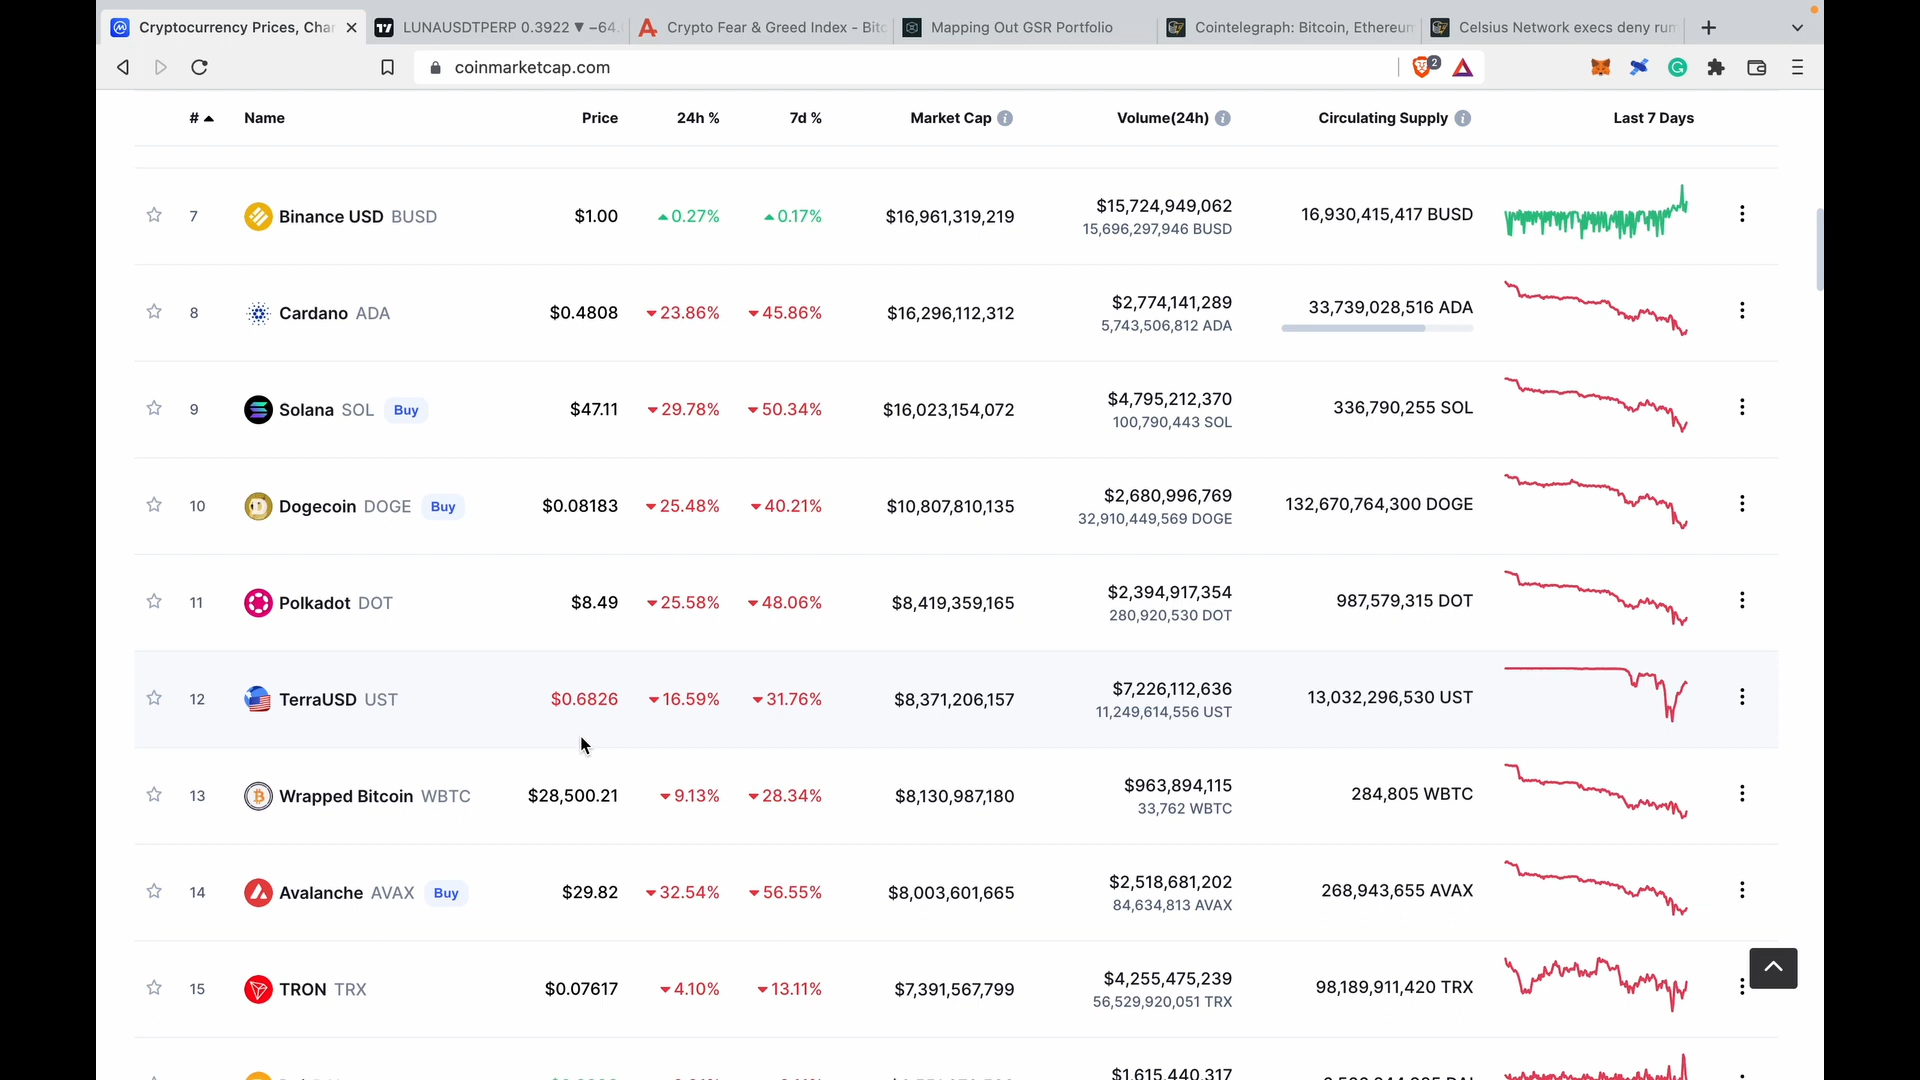 Cryptocurrency Prices, Char
LUNAUSDTPERP 0.3922 ▼ −64.
Crypto Fear & Greed Index - Bitc
Mapping Out GSR Portfolio
Cointelegraph: Bitcoin, Ethereum
Celsius Network execs deny rum
coinmarketcap.com
2
# Name Price 24h % 7d % Market Cap Volume(24h) Circulating Supply Last 7 Days
7 Binance USD BUSD $1.00 0.27% 0.17% $16,961,319,219 $15,724,949,062 16,930,415,417 BUSD
15,696,297,946 BUSD
8 Cardano ADA $0.4808 23.86% 45.86% $16,296,112,312 $2,774,141,289 33,739,028,516 ADA
5,743,506,812 ADA
9 Solana SOL Buy $47.11 29.78% 50.34% $16,023,154,072 $4,795,212,370 336,790,255 SOL
100,790,443 SOL
10 Dogecoin DOGE Buy $0.08183 25.48% 40.21% $10,807,810,135 $2,680,996,769 132,670,764,300 DOGE
32,910,449,569 DOGE
11 Polkadot DOT $8.49 25.58% 48.06% $8,419,359,165 $2,394,917,354 987,579,315 DOT
280,920,530 DOT
12 TerraUSD UST $0.6826 16.59% 31.76% $8,371,206,157 $7,226,112,636 13,032,296,530 UST
11,249,614,556 UST
13 Wrapped Bitcoin WBTC $28,500.21 9.13% 28.34% $8,130,987,180 $963,894,115 284,805 WBTC
33,762 WBTC
14 Avalanche AVAX Buy $29.82 32.54% 56.55% $8,003,601,665 $2,518,681,202 268,943,655 AVAX
84,634,813 AVAX
15 TRON TRX $0.07617 4.10% 13.11% $7,391,567,799 $4,255,475,239 98,189,911,420 TRX
56,529,920,051 TRX
$1,615,440,317